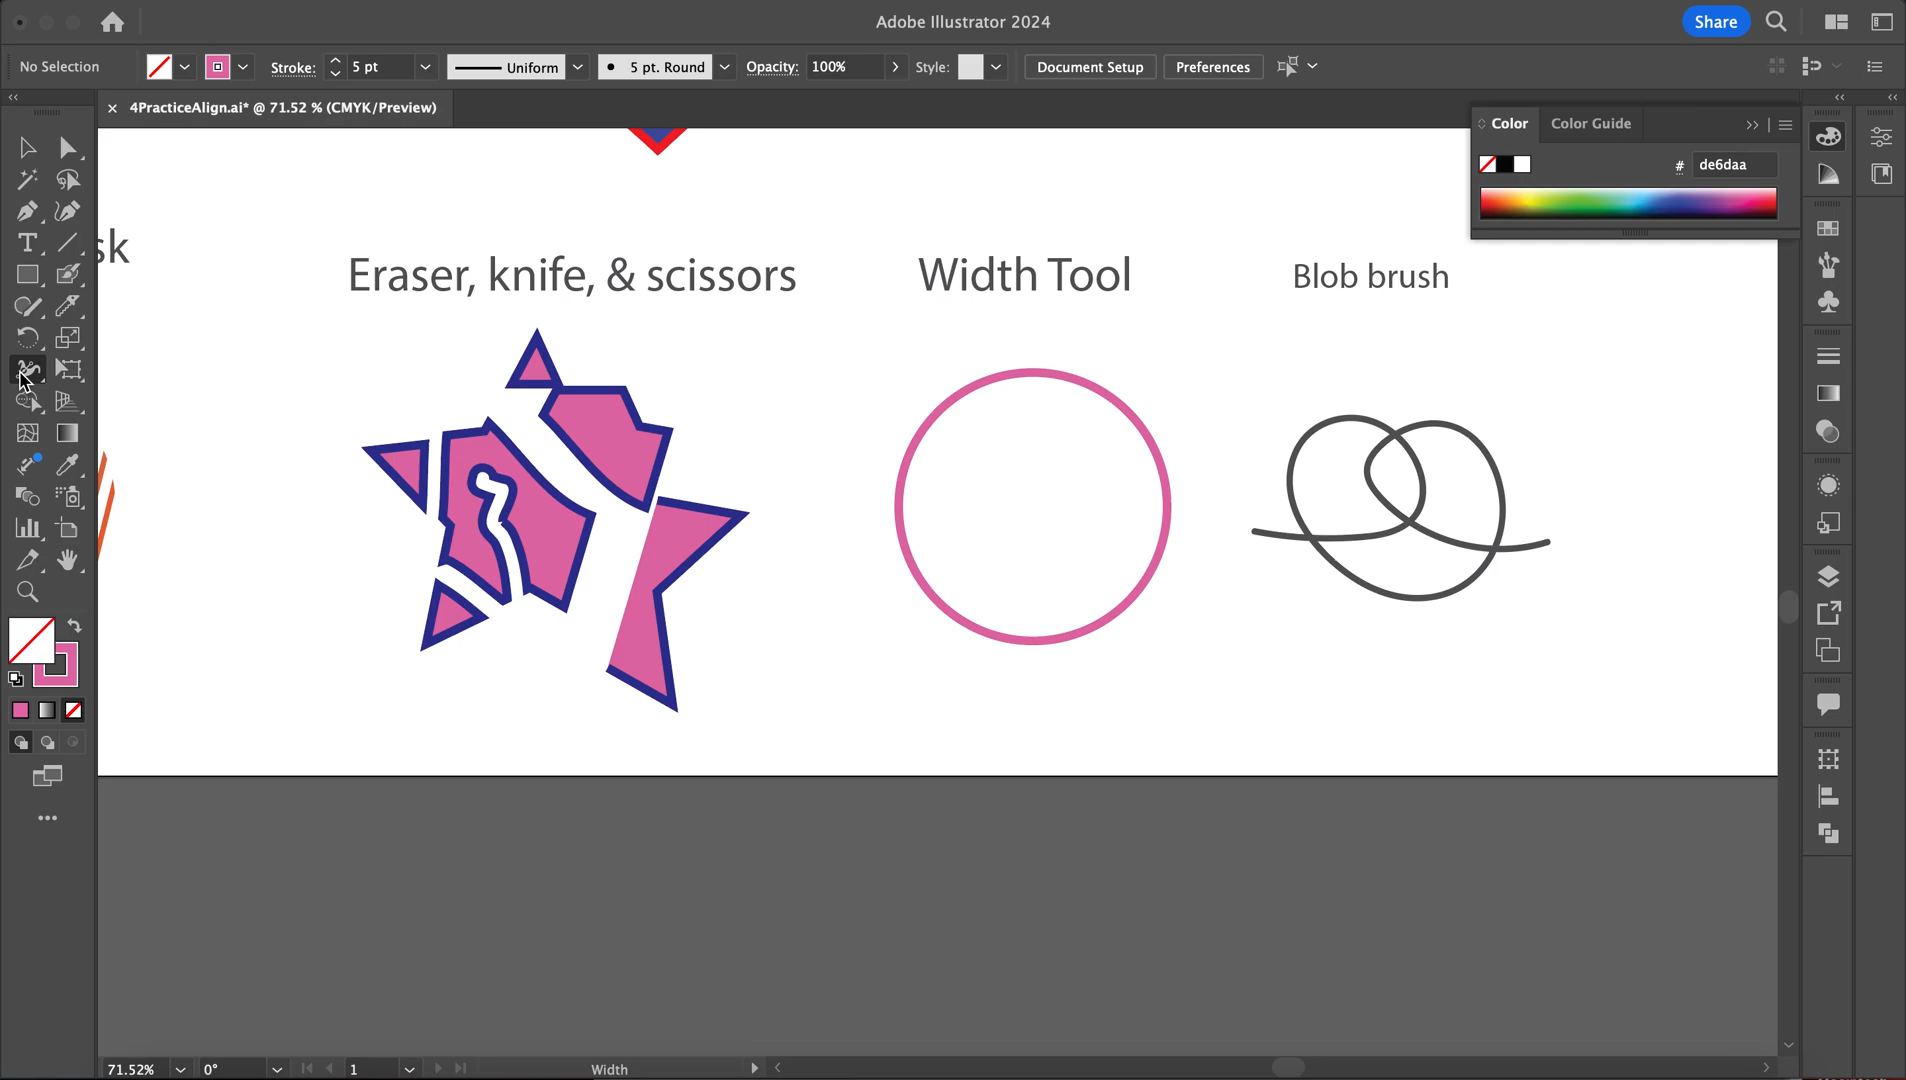 Adobe Illustrator 2024
Share
No Selection
Stroke:
5 pt
Uniform
5 pt. Round
Opacity:
100%
Style:
Document Setup
Preferences
4PracticeAlign.ai* @ 71.52 % (CMYK/Preview)
Color
Color Guide
# de6daa
sk
Eraser, knife, & scissors
Width Tool
Blob brush
71.52%
0°
1
Width